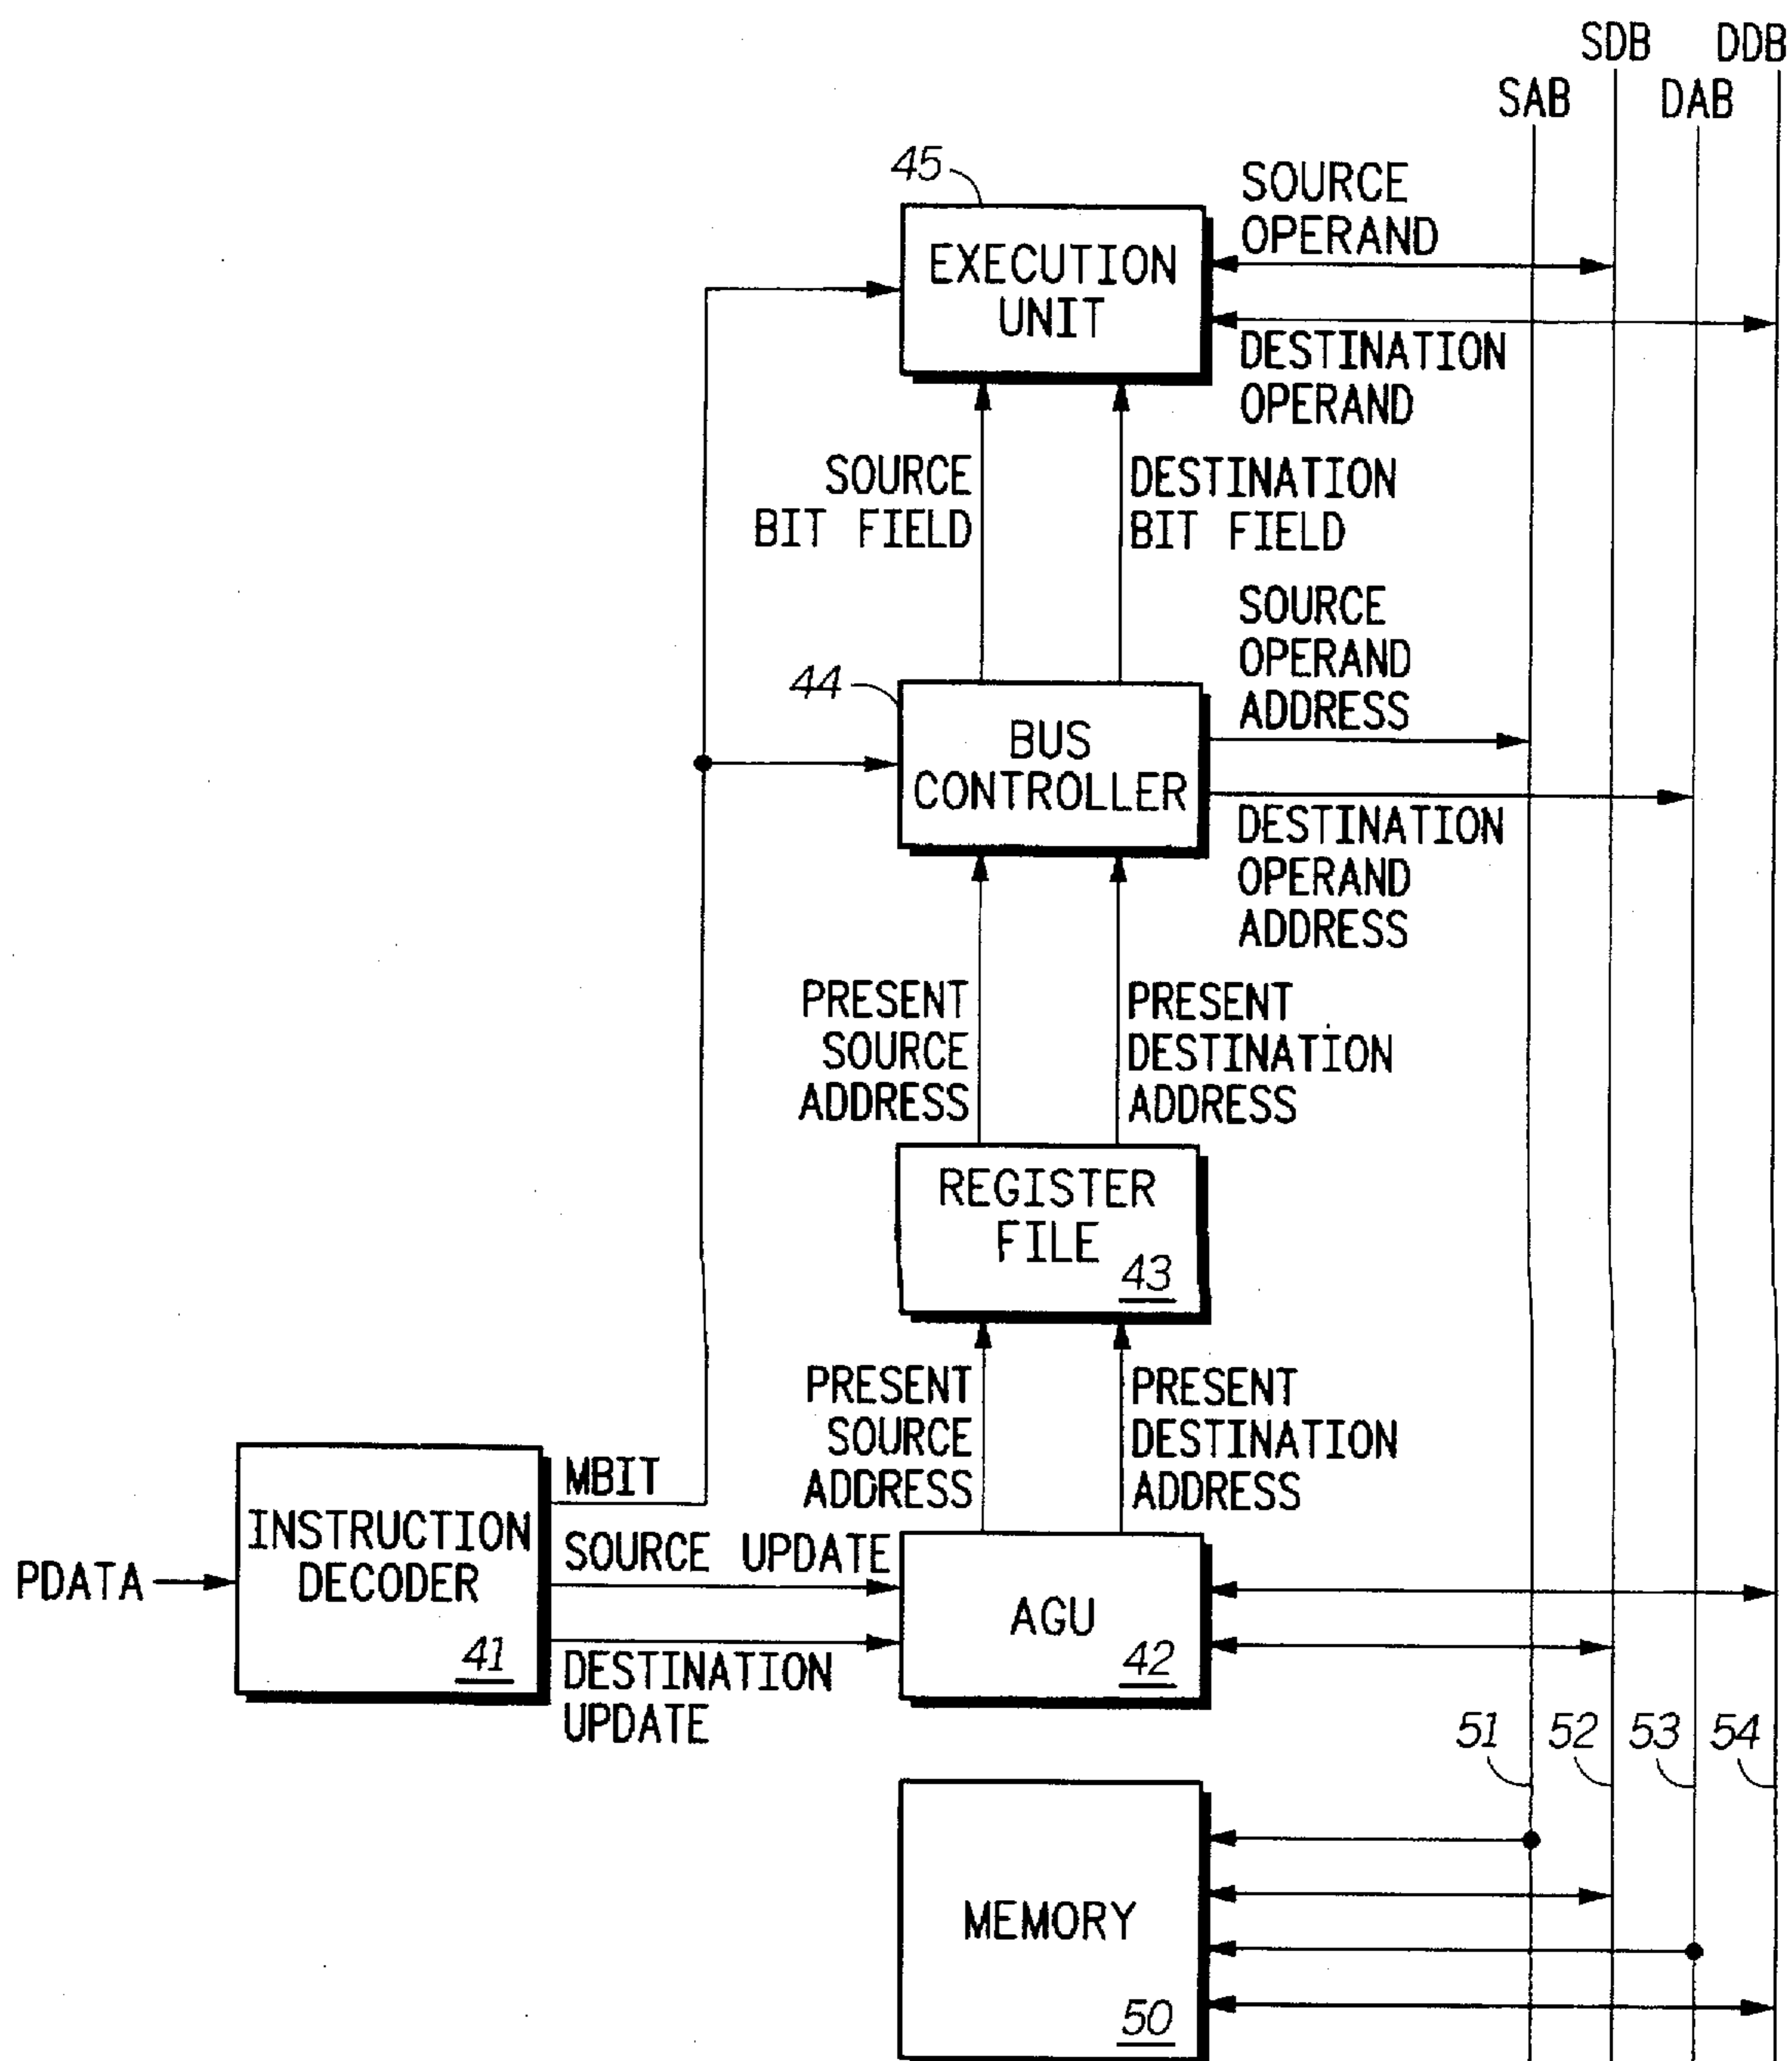 SDB DDB
SAB DAB
45
SOURCE
OPERAND
EXECUTION
UNIT
DESTINATION
OPERAND
SOURCE
BIT FIELD
DESTINATION
BIT FIELD
SOURCE
OPERAND
ADDRESS
44
BUS
CONTROLLER
DESTINATION
OPERAND
ADDRESS
PRESENT
SOURCE
ADDRESS
PRESENT
DESTINATION
ADDRESS
REGISTER
FILE
43
PRESENT
SOURCE
ADDRESS
PRESENT
DESTINATION
ADDRESS
MBIT
INSTRUCTION
DECODER
41
SOURCE UPDATE
PDATA
AGU
42
DESTINATION
UPDATE
51 52 53 54
MEMORY
50